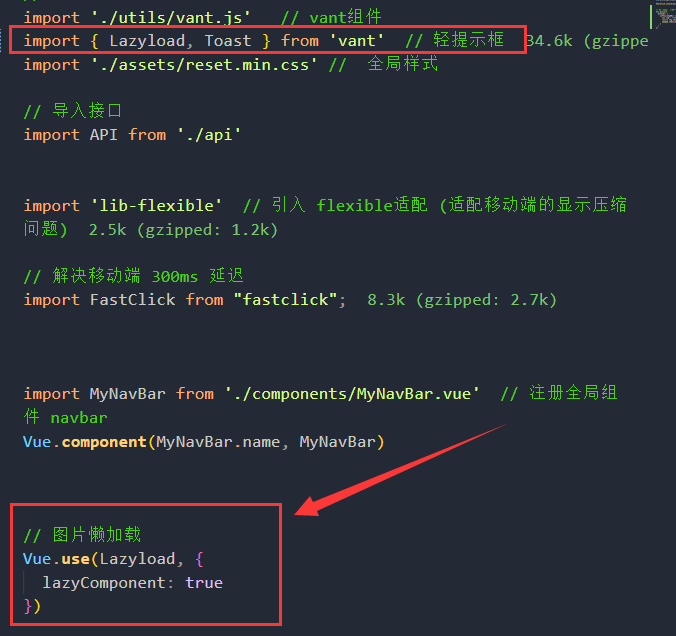 import './utils/vant.js'   // vant组件
import { Lazyload, Toast } from 'vant'  // 轻提示框  34.6k (gzippe
import './assets/reset.min.css' //  全局样式
// 导入接口
import API from './api'
import 'lib-flexible'  // 引入 flexible适配 (适配移动端的显示压缩
问题)  2.5k (gzipped: 1.2k)
// 解决移动端 300ms 延迟
import FastClick from "fastclick";  8.3k (gzipped: 2.7k)
import MyNavBar from './components/MyNavBar.vue'  // 注册全局组
件 navbar
Vue.component(MyNavBar.name, MyNavBar)
// 图片懒加载
Vue.use(Lazyload, {
  lazyComponent: true
})